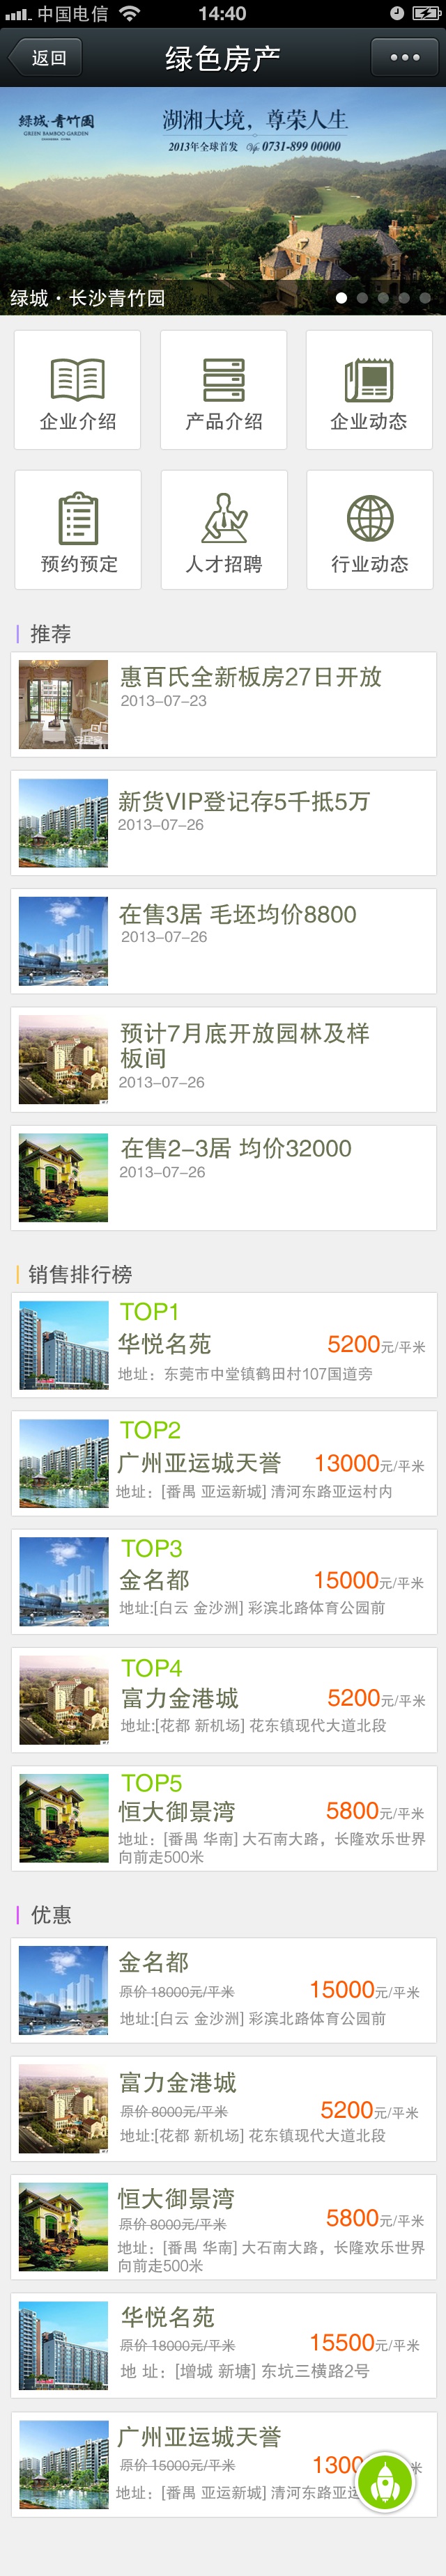 中国电信 14:40
返回 绿色房产
绿城·青竹园
GREEN BAMBOO GARDEN
湖湘大境，尊荣人生
2013年全球首发 Vip 0731-899 00000
绿城·长沙青竹园
企业介绍 产品介绍 企业动态
预约预定 人才招聘 行业动态
推荐
惠百氏全新板房27日开放
2013-07-23
新货VIP登记存5千抵5万
2013-07-26
在售3居 毛坯均价8800
2013-07-26
预计7月底开放园林及样
板间
2013-07-26
在售2-3居 均价32000
2013-07-26
销售排行榜
TOP1
华悦名苑 5200元/平米
地址：东莞市中堂镇鹤田村107国道旁
TOP2
广州亚运城天誉 13000元/平米
地址：[番禺 亚运新城] 清河东路亚运村内
TOP3
金名都 15000元/平米
地址:[白云 金沙洲] 彩滨北路体育公园前
TOP4
富力金港城 5200元/平米
地址:[花都 新机场] 花东镇现代大道北段
TOP5
恒大御景湾 5800元/平米
地址：[番禺 华南] 大石南大路，长隆欢乐世界
向前走500米
优惠
金名都
原价 18000元/平米 15000元/平米
地址:[白云 金沙洲] 彩滨北路体育公园前
富力金港城
原价 8000元/平米 5200元/平米
地址:[花都 新机场] 花东镇现代大道北段
恒大御景湾
原价 8000元/平米 5800元/平米
地址：[番禺 华南] 大石南大路，长隆欢乐世界
向前走500米
华悦名苑
原价 18000元/平米 15500元/平米
地 址：[增城 新塘] 东坑三横路2号
广州亚运城天誉
原价 15000元/平米 1300 米
地址：[番禺 亚运新城] 清河东路亚运